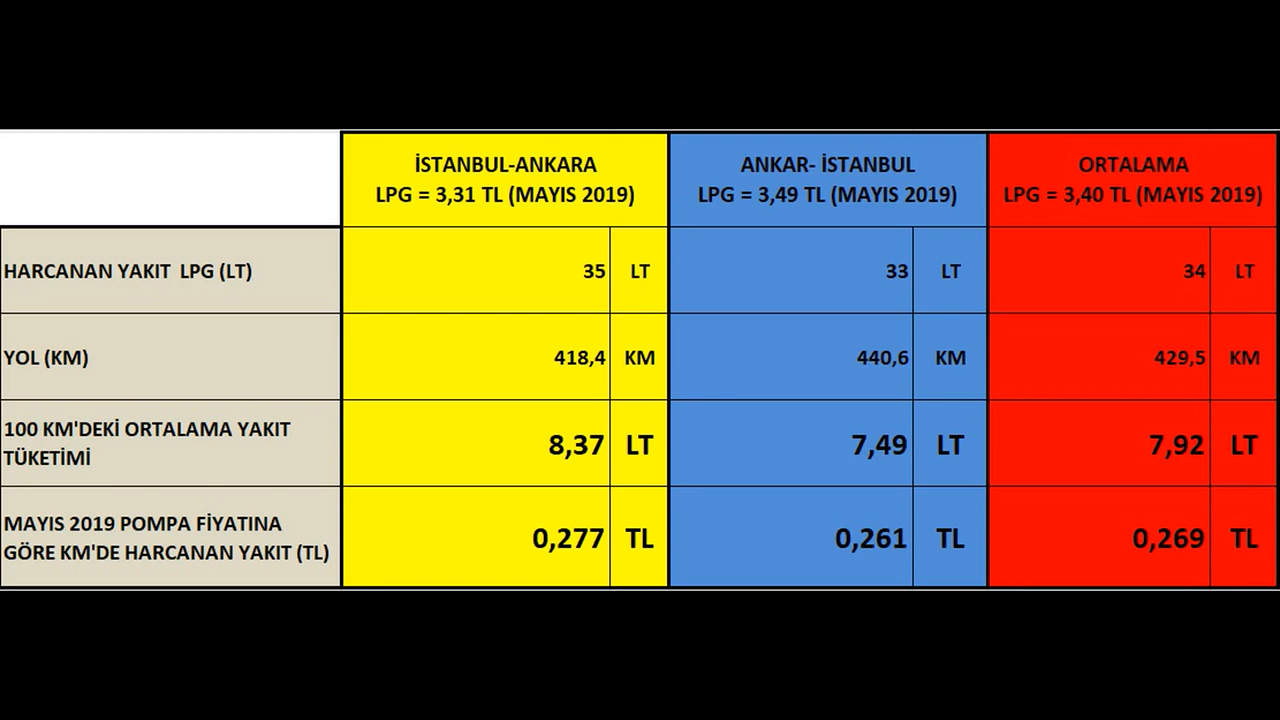 İSTANBUL-ANKARA
LPG = 3,31 TL (MAYIS 2019)
ANKAR- İSTANBUL
LPG = 3,49 TL (MAYIS 2019)
ORTALAMA
LPG = 3,40 TL (MAYIS 2019)
HARCANAN YAKIT  LPG (LT)
35 LT
33 LT
34 LT
YOL (KM)
418,4 KM
440,6 KM
429,5 KM
100 KM'DEKİ ORTALAMA YAKIT
TÜKETİMİ
8,37 LT
7,49 LT
7,92 LT
MAYIS 2019 POMPA FİYATINA
GÖRE KM'DE HARCANAN YAKIT (TL)
0,277 TL
0,261 TL
0,269 TL